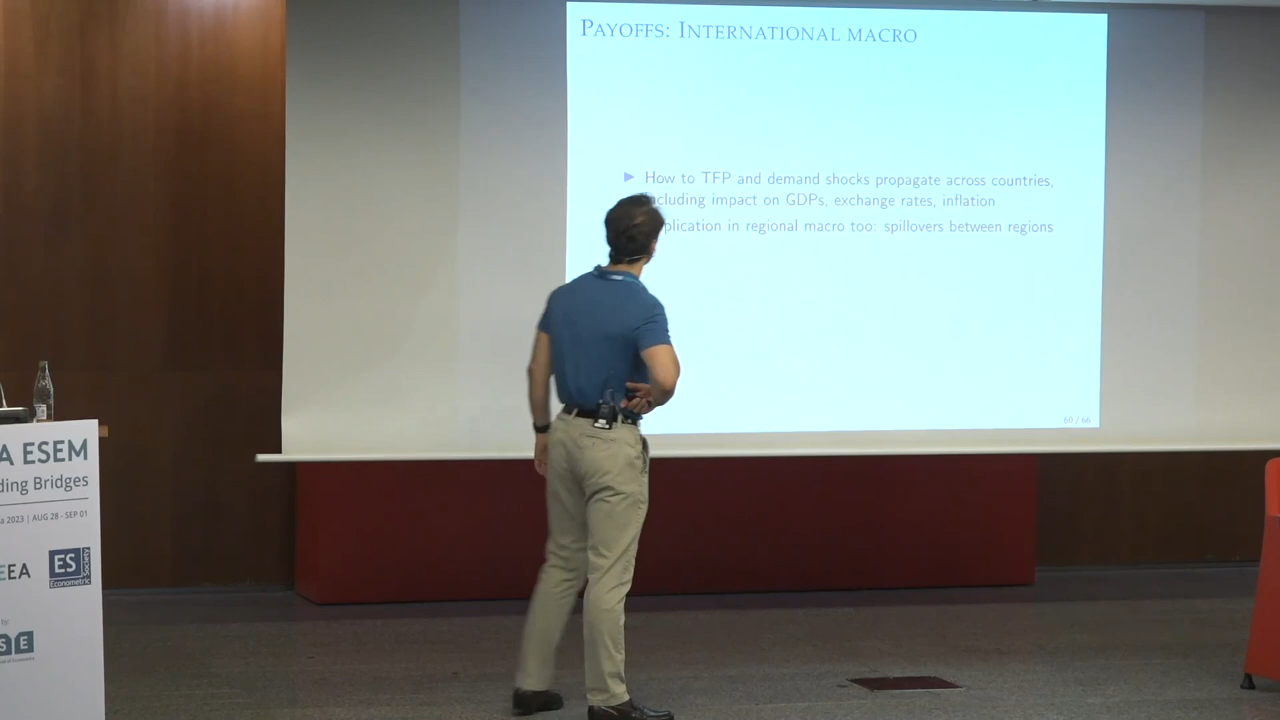 PAYOFFS: INTERNATIONAL MACRO
How to TFP and demand shocks propagate across countries,
cluding impact on GDPs, exchange rates, inflation
plication in regional macro too: spillovers between regions
60 / 66
A ESEM
ding Bridges
a 2023 | AUG 28 - SEP 01
EEA
ES
Econometric
Society
by:
SE